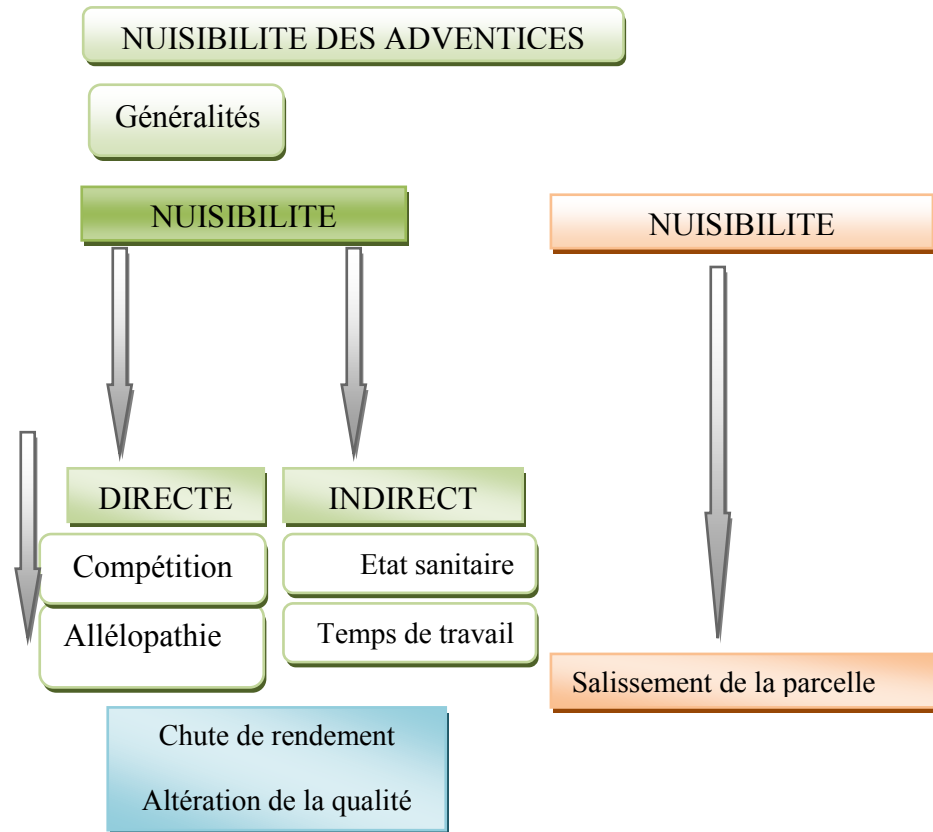 NUISIBILITE DES ADVENTICES
Généralités
NUISIBILITE
NUISIBILITE
DIRECTE
INDIRECT
Compétition
Etat sanitaire
Allélopathie
Temps de travail
Salissement de la parcelle
Chute de rendement
Altération de la qualité